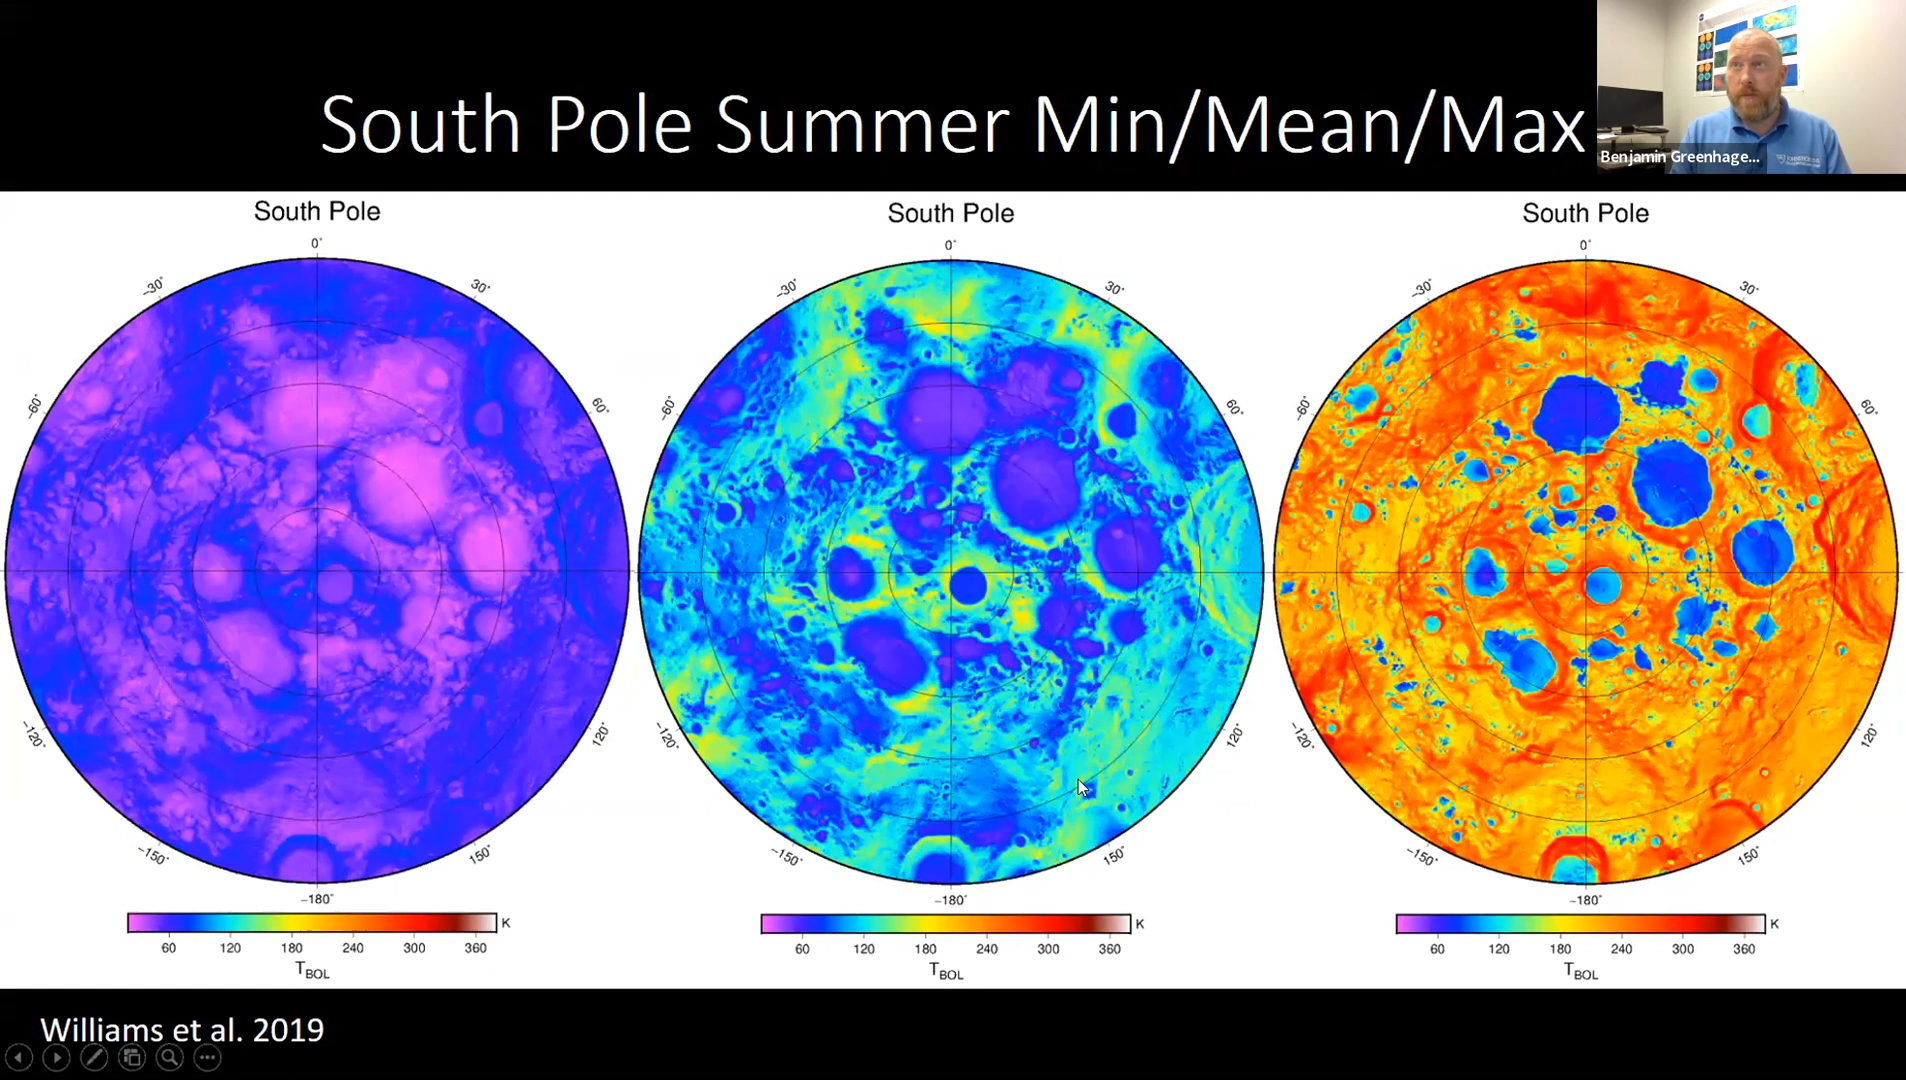 South Pole Summer Min/Mean/Max
Benjamin Greenhage...
South Pole
0°
-30°
30°
-60°
60°
-120°
120°
-150°
150°
-180°
60 120 180 240 300 360
K
T BOL
South Pole
0°
-30°
30°
-60°
60°
-120°
120°
-150°
150°
-180°
60 120 180 240 300 360
K
T BOL
South Pole
0°
-30°
30°
-60°
60°
-120°
120°
-150°
150°
-180°
60 120 180 240 300 360
K
T BOL
Williams et al. 2019